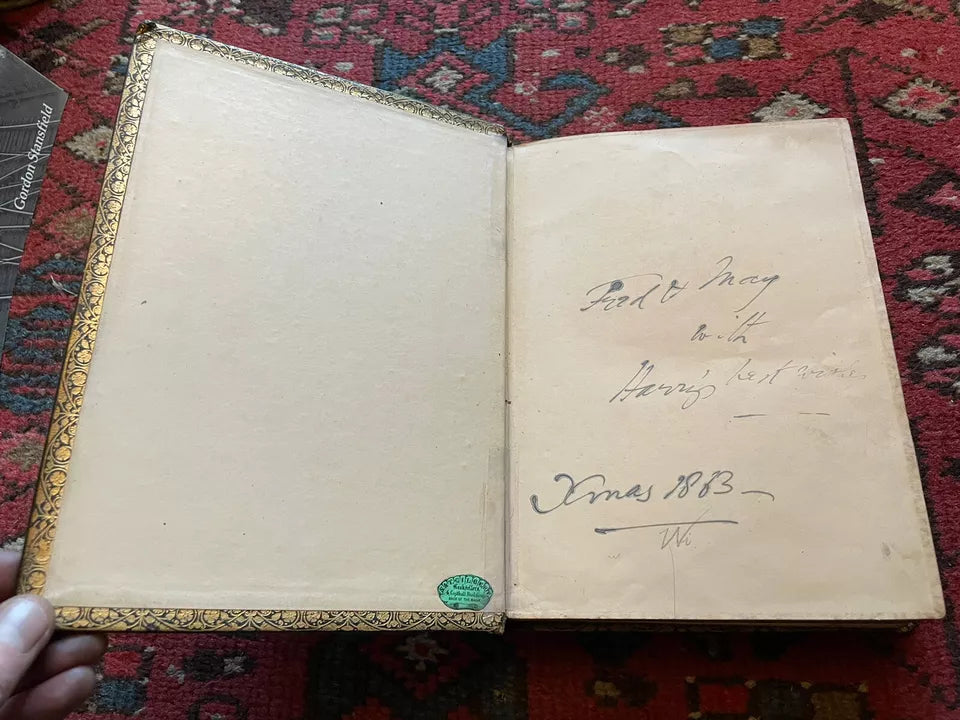 Gordon Stansfield
Fred & May
with
Harry's best wishes
Xmas 1883